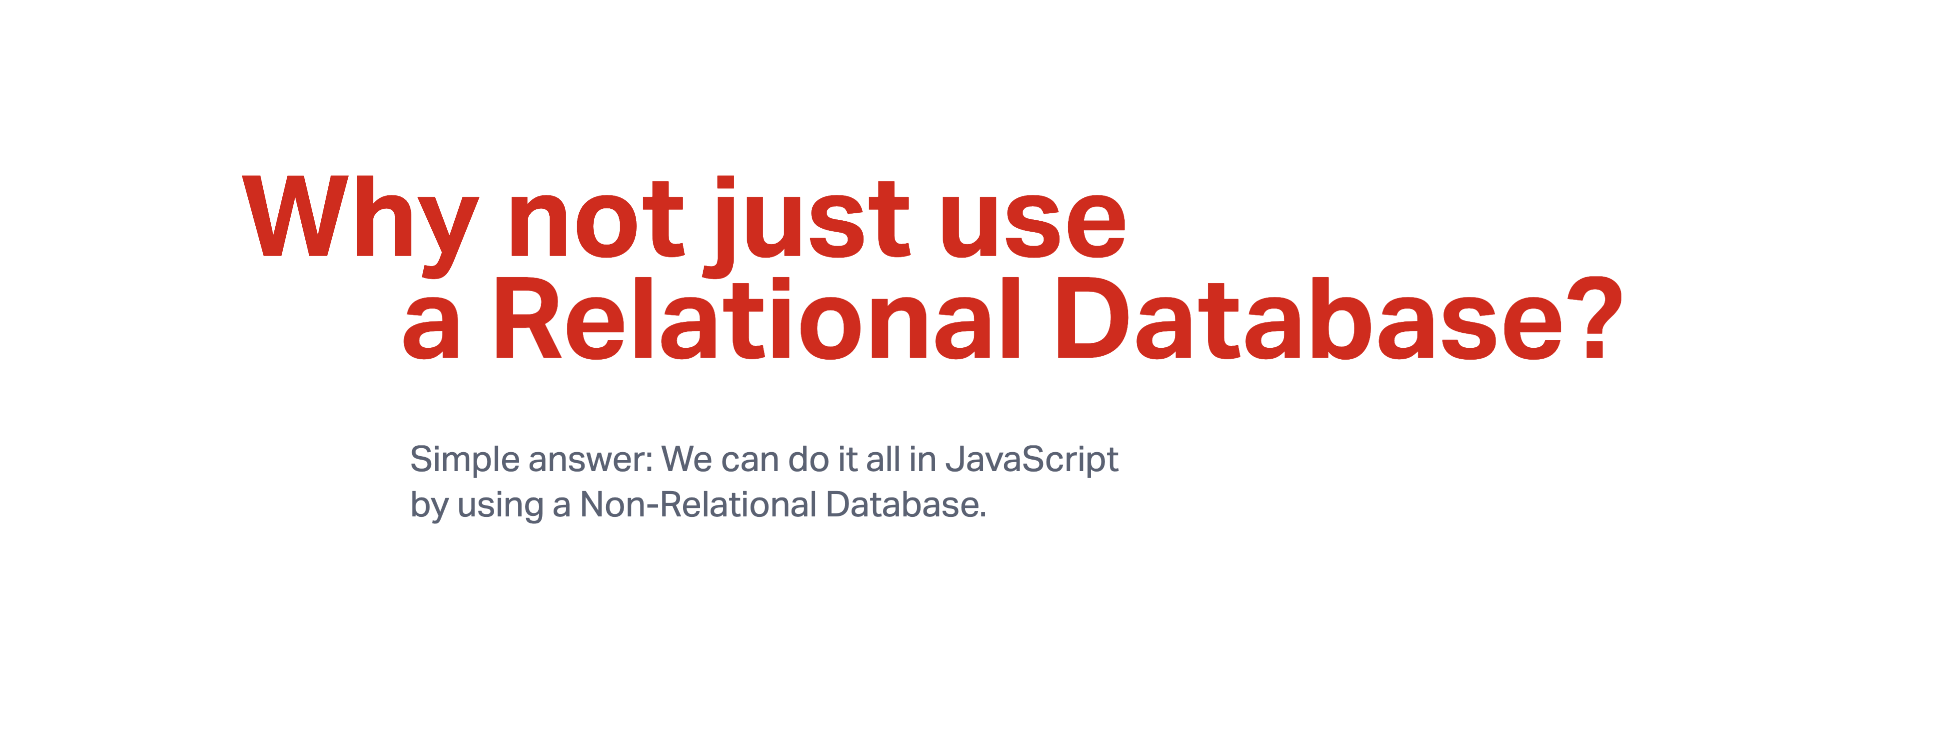 Why not just use
a Relational Database?
Simple answer: We can do it all in JavaScript
by using a Non-Relational Database.